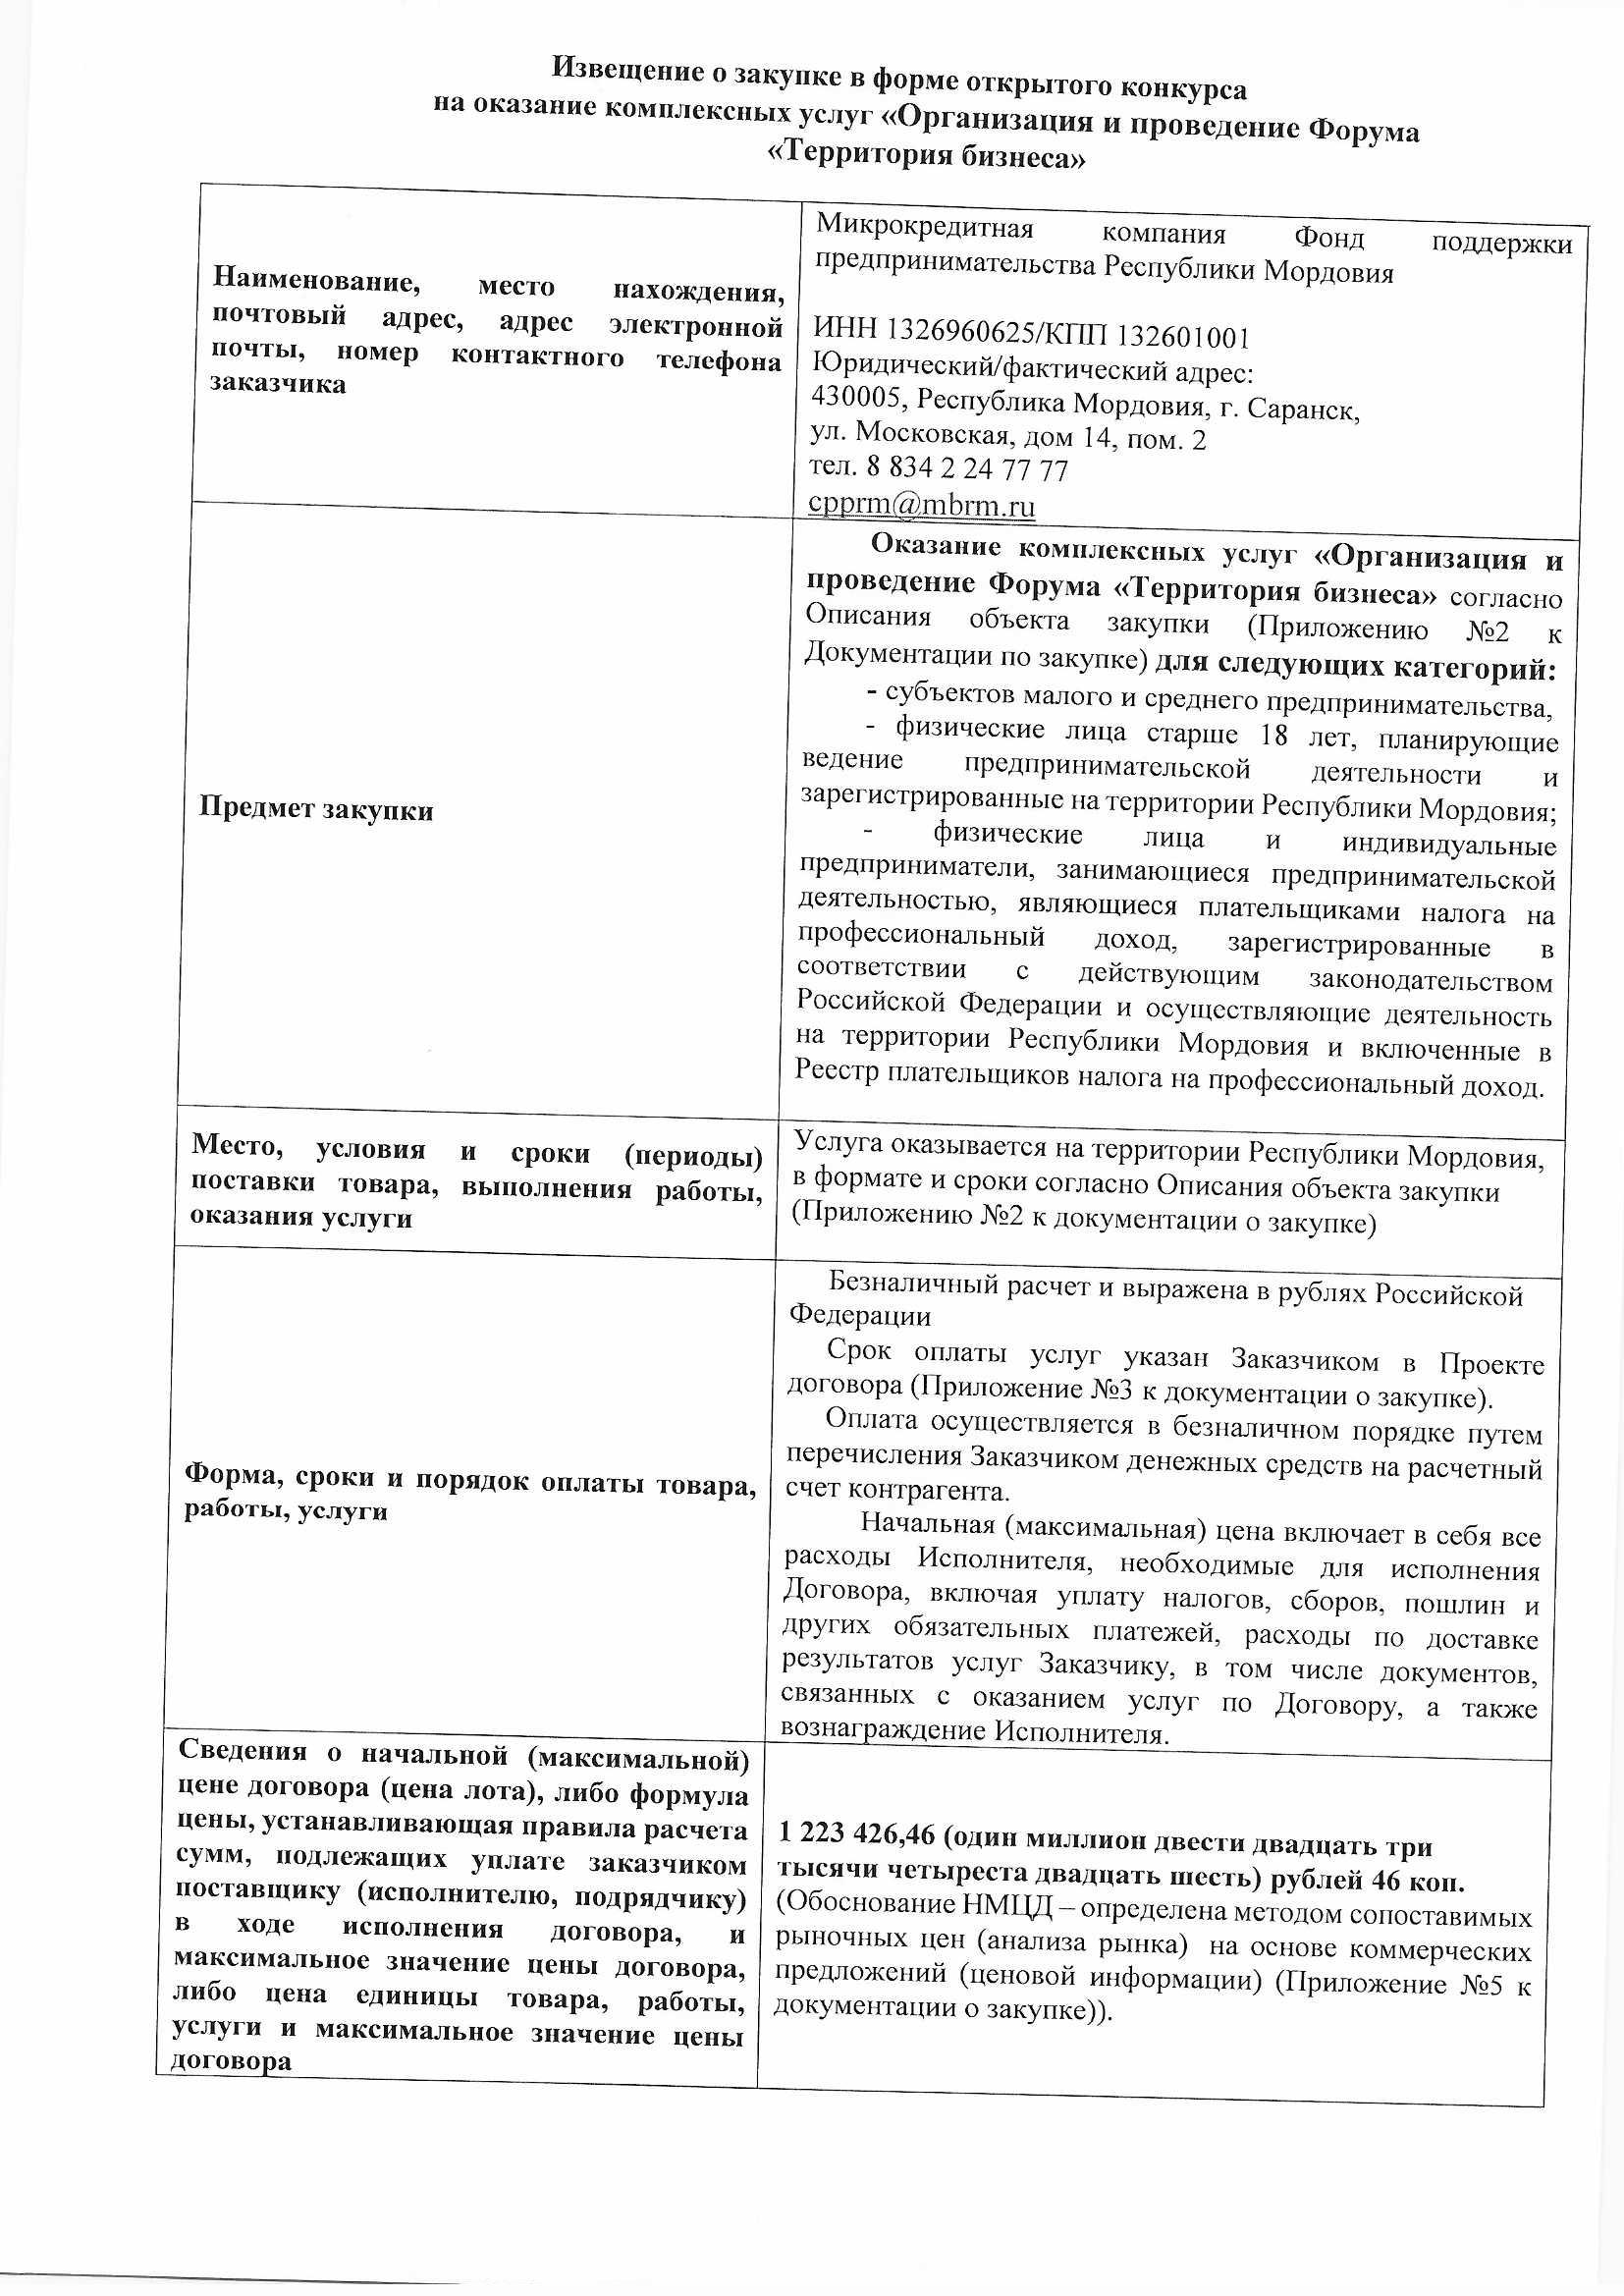 Извещение о закупке в форме открытого конкурса
на оказание комплексных услуг «Организация и проведение Форума
«Территория бизнеса»
Наименование, место нахождения,
почтовый адрес, адрес электронной
почты, номер контактного телефона
заказчика
Микрокредитная компания Фонд поддержки
предпринимательства Республики Мордовия
ИНН 1326960625/КПП 132601001
Юридический/фактический адрес:
430005, Республика Мордовия, г. Саранск,
ул. Московская, дом 14, пом. 2
тел. 8 834 2 24 77 77
cpprm@mbrm.ru
Предмет закупки
Оказание комплексных услуг «Организация и
проведение Форума «Территория бизнеса» согласно
Описания объекта закупки (Приложению №2 к
Документации по закупке) для следующих категорий:
- субъектов малого и среднего предпринимательства,
- физические лица старше 18 лет, планирующие
ведение предпринимательской деятельности и
зарегистрированные на территории Республики Мордовия;
- физические лица и индивидуальные
предприниматели, занимающиеся предпринимательской
деятельностью, являющиеся плательщиками налога на
профессиональный доход, зарегистрированные в
соответствии с действующим законодательством
Российской Федерации и осуществляющие деятельность
на территории Республики Мордовия и включенные в
Реестр плательщиков налога на профессиональный доход.
Место, условия и сроки (периоды)
поставки товара, выполнения работы,
оказания услуги
Услуга оказывается на территории Республики Мордовия,
в формате и сроки согласно Описания объекта закупки
(Приложению №2 к документации о закупке)
Форма, сроки и порядок оплаты товара,
работы, услуги
Безналичный расчет и выражена в рублях Российской
Федерации
Срок оплаты услуг указан Заказчиком в Проекте
договора (Приложение №3 к документации о закупке).
Оплата осуществляется в безналичном порядке путем
перечисления Заказчиком денежных средств на расчетный
счет контрагента.
Начальная (максимальная) цена включает в себя все
расходы Исполнителя, необходимые для исполнения
Договора, включая уплату налогов, сборов, пошлин и
других обязательных платежей, расходы по доставке
результатов услуг Заказчику, в том числе документов,
связанных с оказанием услуг по Договору, а также
вознаграждение Исполнителя.
Сведения о начальной (максимальной)
цене договора (цена лота), либо формула
цены, устанавливающая правила расчета
сумм, подлежащих уплате заказчиком
поставщику (исполнителю, подрядчику)
в ходе исполнения договора, и
максимальное значение цены договора,
либо цена единицы товара, работы,
услуги и максимальное значение цены
договора
1 223 426,46 (один миллион двести двадцать три
тысячи четыреста двадцать шесть) рублей 46 коп.
(Обоснование НМЦД – определена методом сопоставимых
рыночных цен (анализа рынка) на основе коммерческих
предложений (ценовой информации) (Приложение №5 к
документации о закупке)).